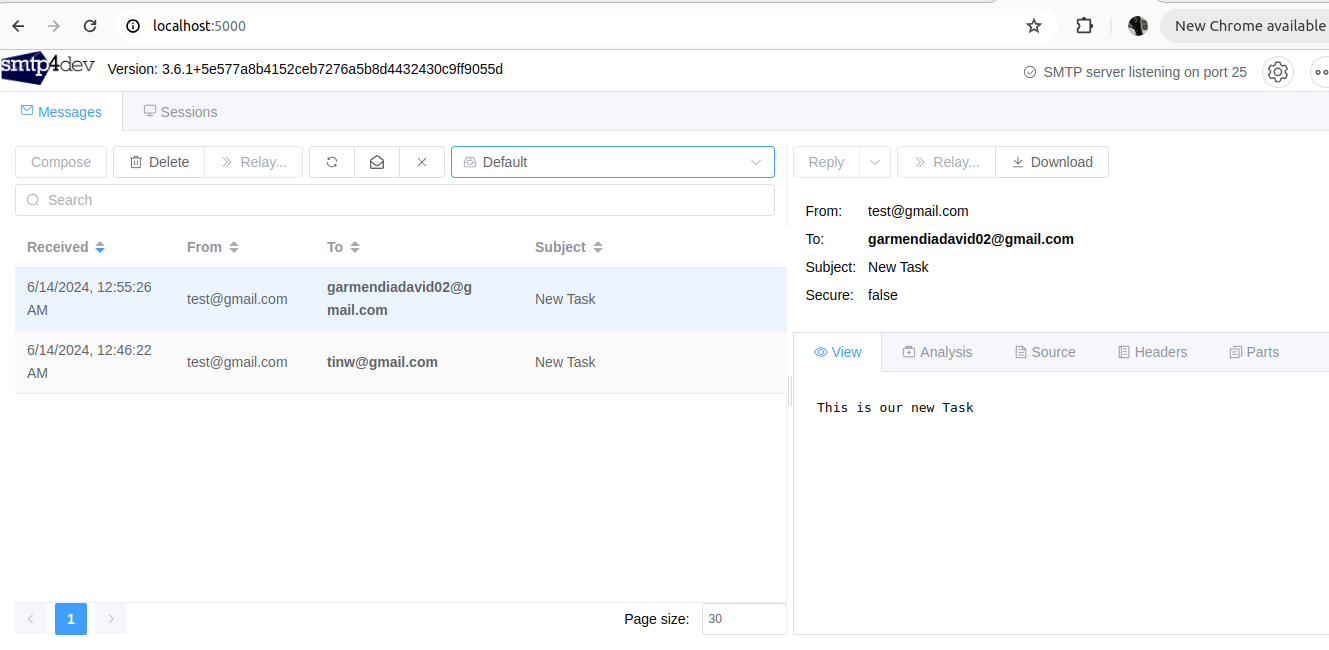 localhost:5000
New Chrome available
smtp4dev
Version: 3.6.1+5e577a8b4152ceb7276a5b8d4432430c9ff9055d
SMTP server listening on port 25
Messages
Sessions
Compose
Delete
Relay...
Default
Reply
Relay...
Download
Search
From: test@gmail.com
To: garmendiadavid02@gmail.com
Subject: New Task
Secure: false
Received From To Subject
6/14/2024, 12:55:26
AM
test@gmail.com
garmendiadavid02@g
mail.com
New Task
6/14/2024, 12:46:22
AM
test@gmail.com
tinw@gmail.com
New Task
View
Analysis
Source
Headers
Parts
This is our new Task
1
Page size: 30